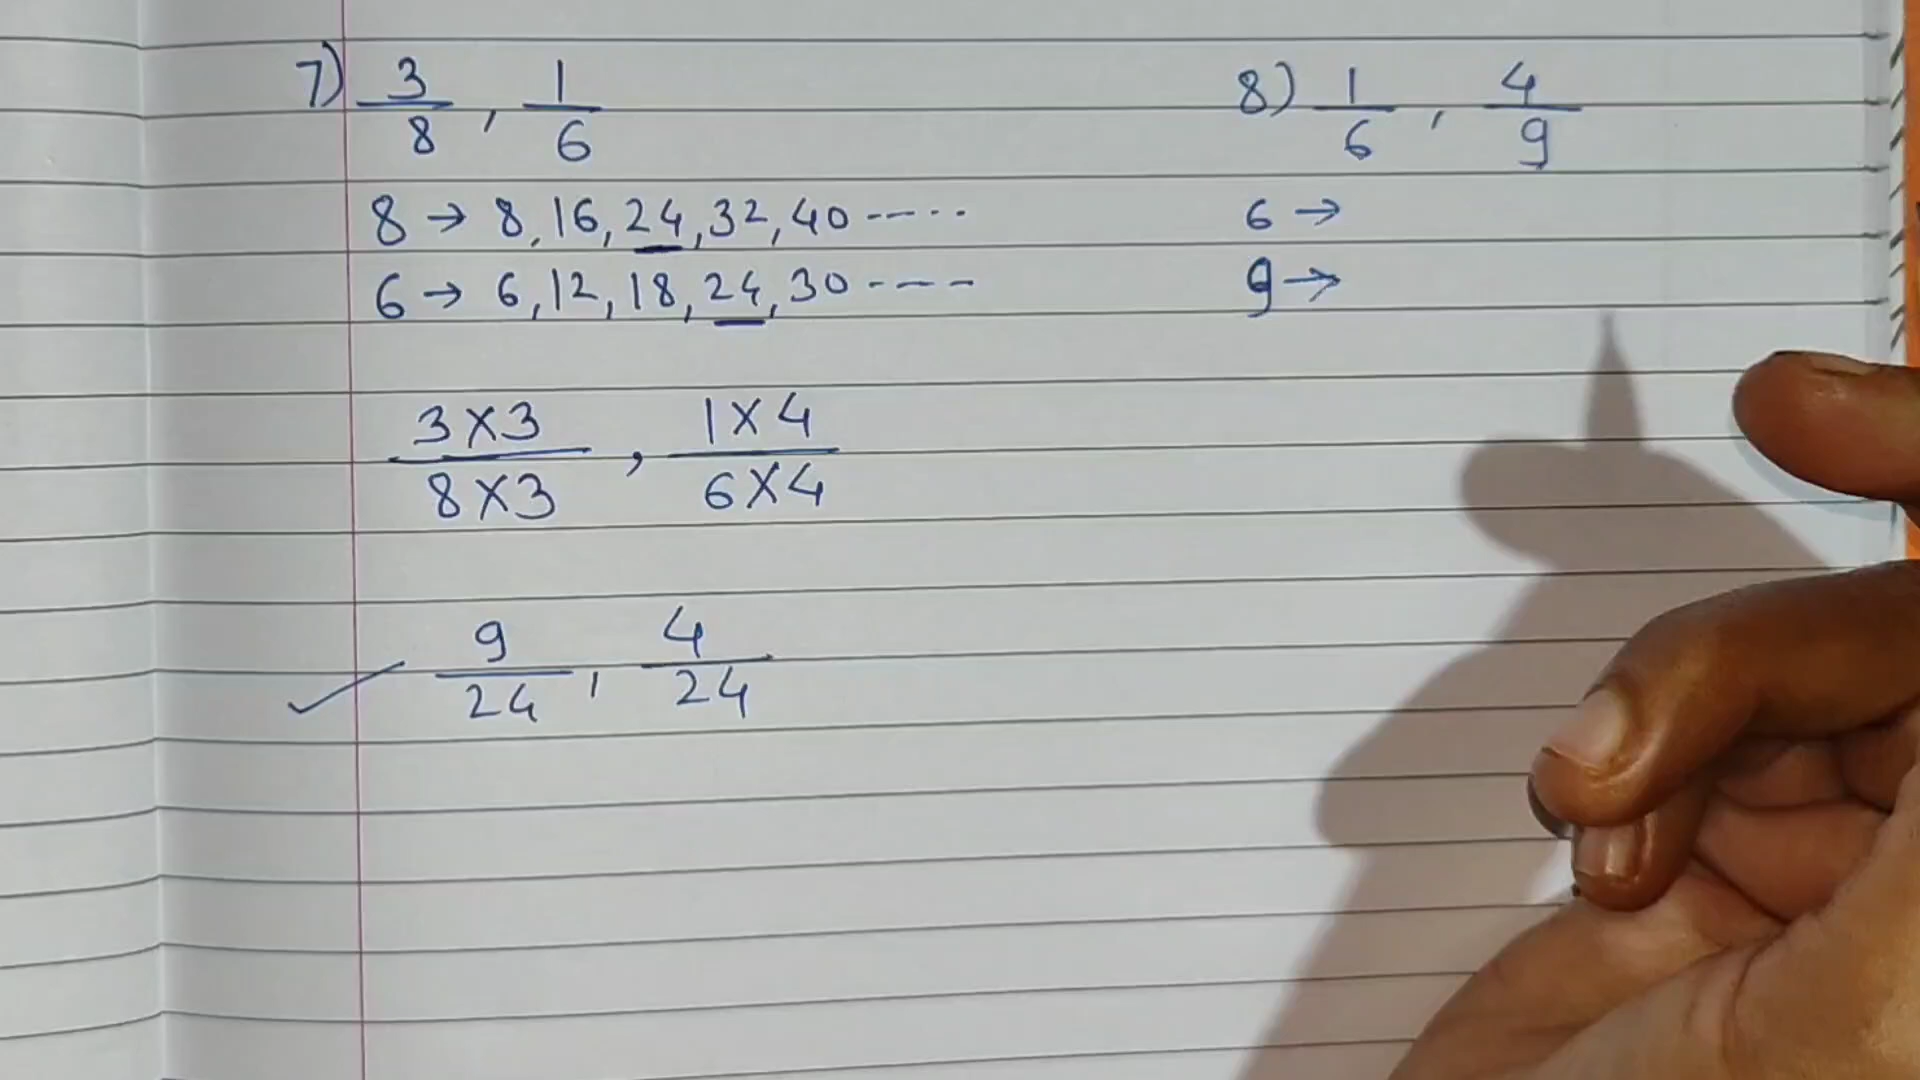 7) 3/8 , 1/6
8 → 8, 16, 24, 32, 40 -----
6 → 6, 12, 18, 24, 30 ----
3×3/8×3 , 1×4/6×4
9/24 , 4/24
8) 1/6 , 4/9
6 →
9 →